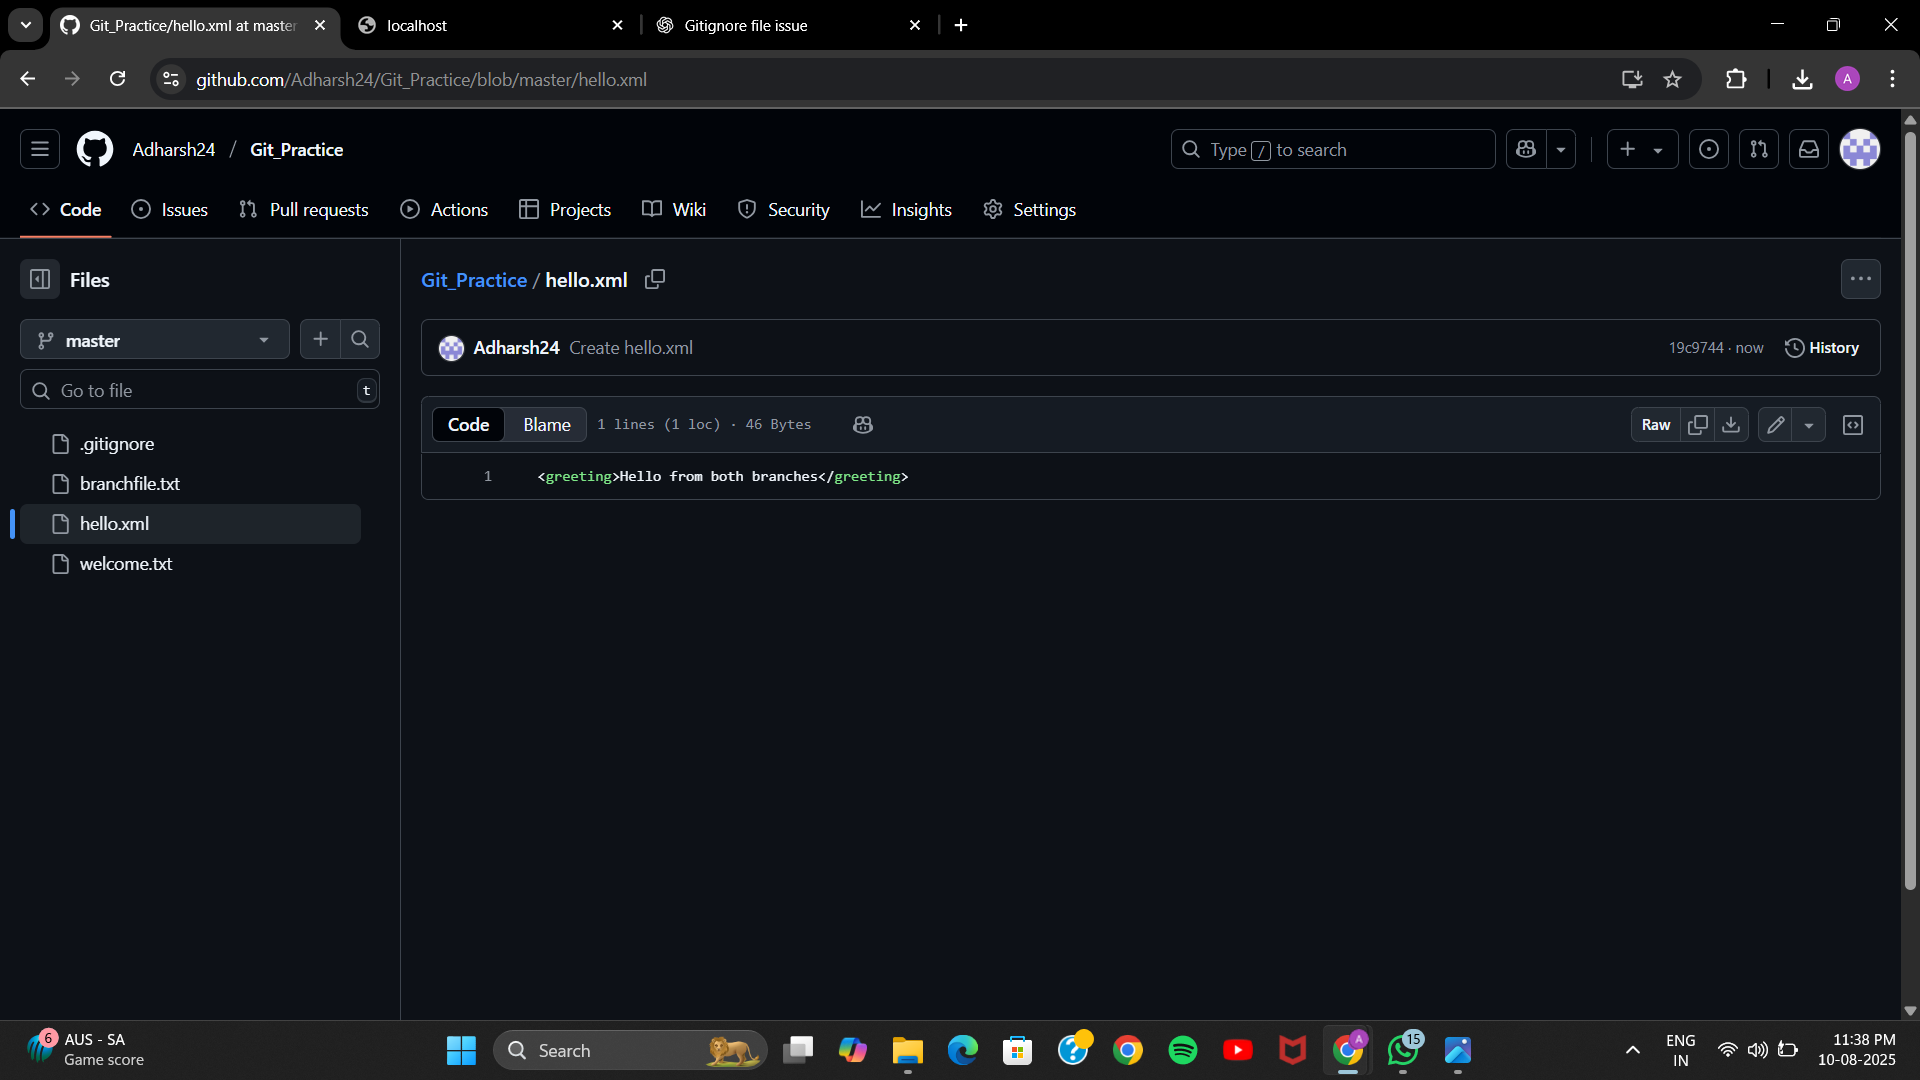 Git_Practice/hello.xml at master
localhost
Gitignore file issue
github.com/Adharsh24/Git_Practice/blob/master/hello.xml
A
Adharsh24 / Git_Practice
Type / to search
Code
Issues
Pull requests
Actions
Projects
Wiki
Security
Insights
Settings
Files
Git_Practice / hello.xml
master
Adharsh24 Create hello.xml
19c9744 · now
History
Go to file
t
Code
Blame
1 lines (1 loc) · 46 Bytes
Raw
.gitignore
1 <greeting>Hello from both branches</greeting>
branchfile.txt
hello.xml
welcome.txt
6
AUS - SA
Game score
Search
A
15
ENG
IN
11:38 PM
10-08-2025